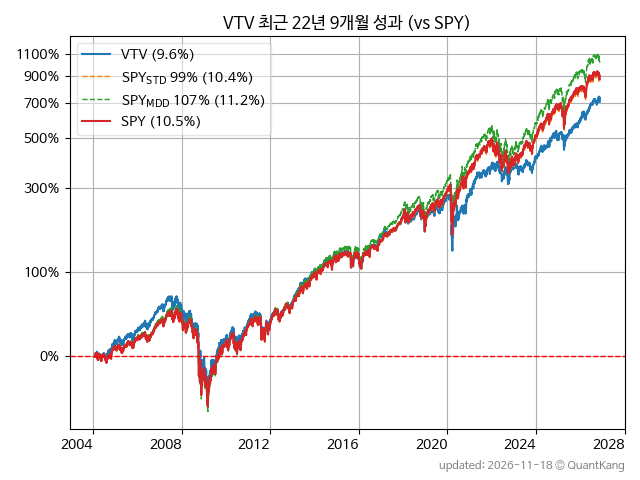 VTV 최근 22년 9개월 성과 (vs SPY)
1100%
900%
700%
500%
300%
100%
0%
VTV (9.6%)
SPYSTD 99% (10.4%)
SPYMDD 107% (11.2%)
SPY (10.5%)
2004 2008 2012 2016 2020 2024 2028
updated: 2026-11-18 © QuantKang